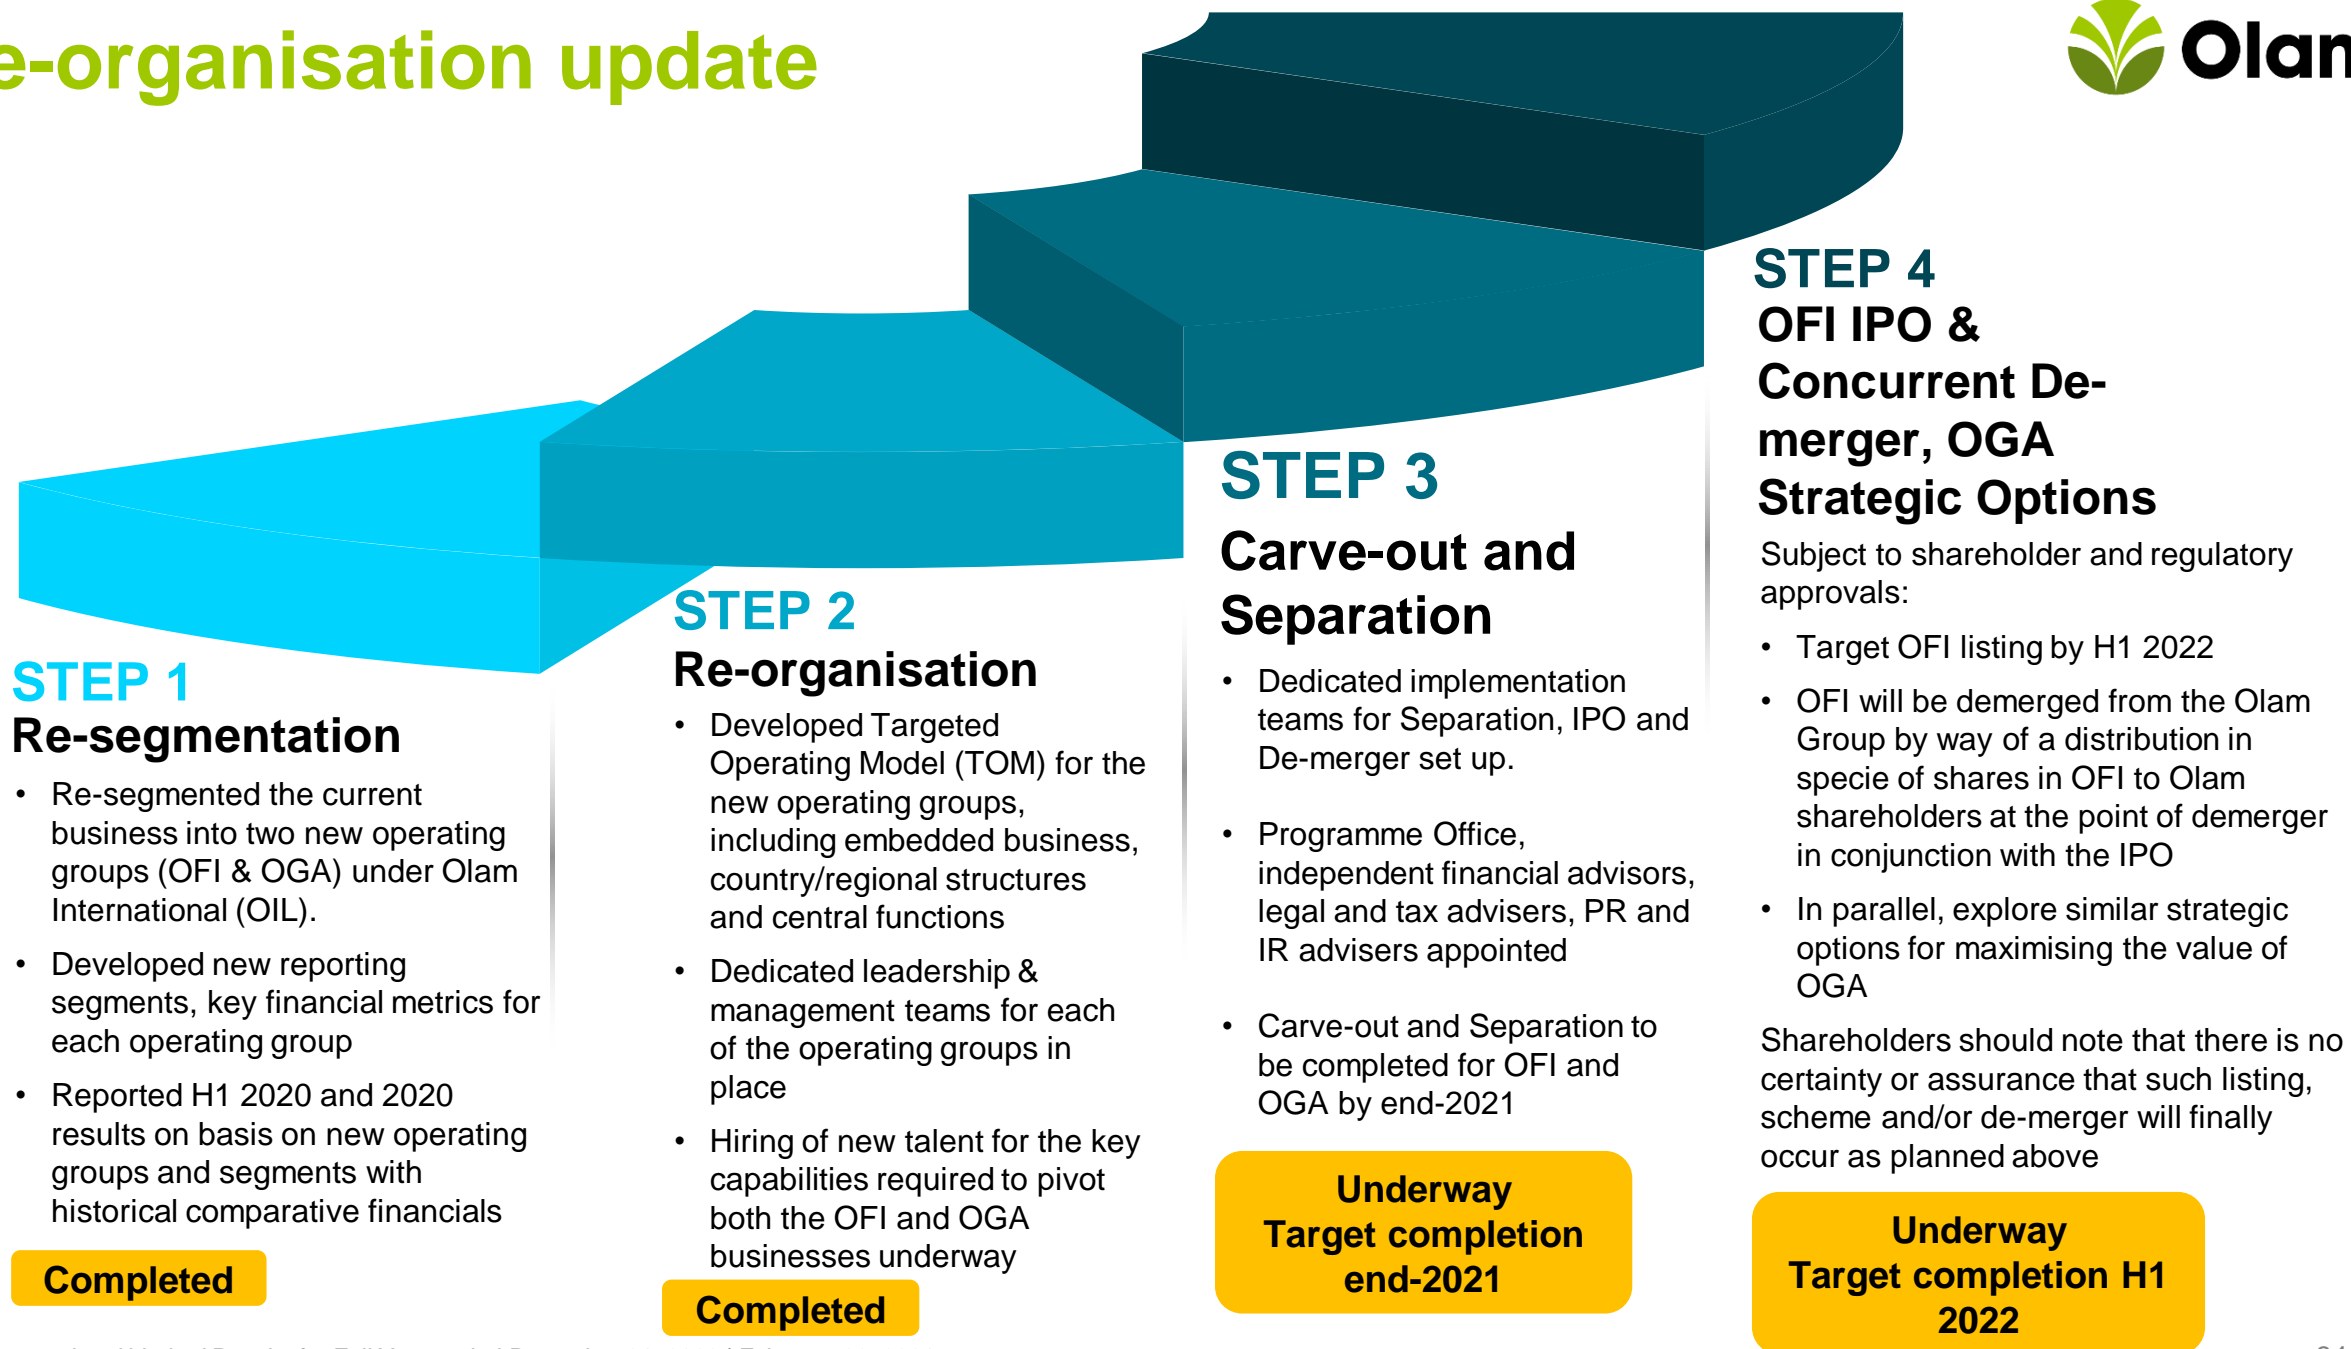 e-organisation update
Olam
STEP 1
Re-segmentation
• Re-segmented the current
business into two new operating
groups (OFI & OGA) under Olam
International (OIL).
• Developed new reporting
segments, key financial metrics for
each operating group
• Reported H1 2020 and 2020
results on basis on new operating
groups and segments with
historical comparative financials
Completed
STEP 2
Re-organisation
• Developed Targeted
Operating Model (TOM) for the
new operating groups,
including embedded business,
country/regional structures
and central functions
• Dedicated leadership &
management teams for each
of the operating groups in
place
• Hiring of new talent for the key
capabilities required to pivot
both the OFI and OGA
businesses underway
Completed
STEP 3
Carve-out and
Separation
• Dedicated implementation
teams for Separation, IPO and
De-merger set up.
• Programme Office,
independent financial advisors,
legal and tax advisers, PR and
IR advisers appointed
• Carve-out and Separation to
be completed for OFI and
OGA by end-2021
Underway
Target completion
end-2021
STEP 4
OFI IPO &
Concurrent De-
merger, OGA
Strategic Options
Subject to shareholder and regulatory
approvals:
• Target OFI listing by H1 2022
• OFI will be demerged from the Olam
Group by way of a distribution in
specie of shares in OFI to Olam
shareholders at the point of demerger
in conjunction with the IPO
• In parallel, explore similar strategic
options for maximising the value of
OGA
Shareholders should note that there is no
certainty or assurance that such listing,
scheme and/or de-merger will finally
occur as planned above
Underway
Target completion H1
2022